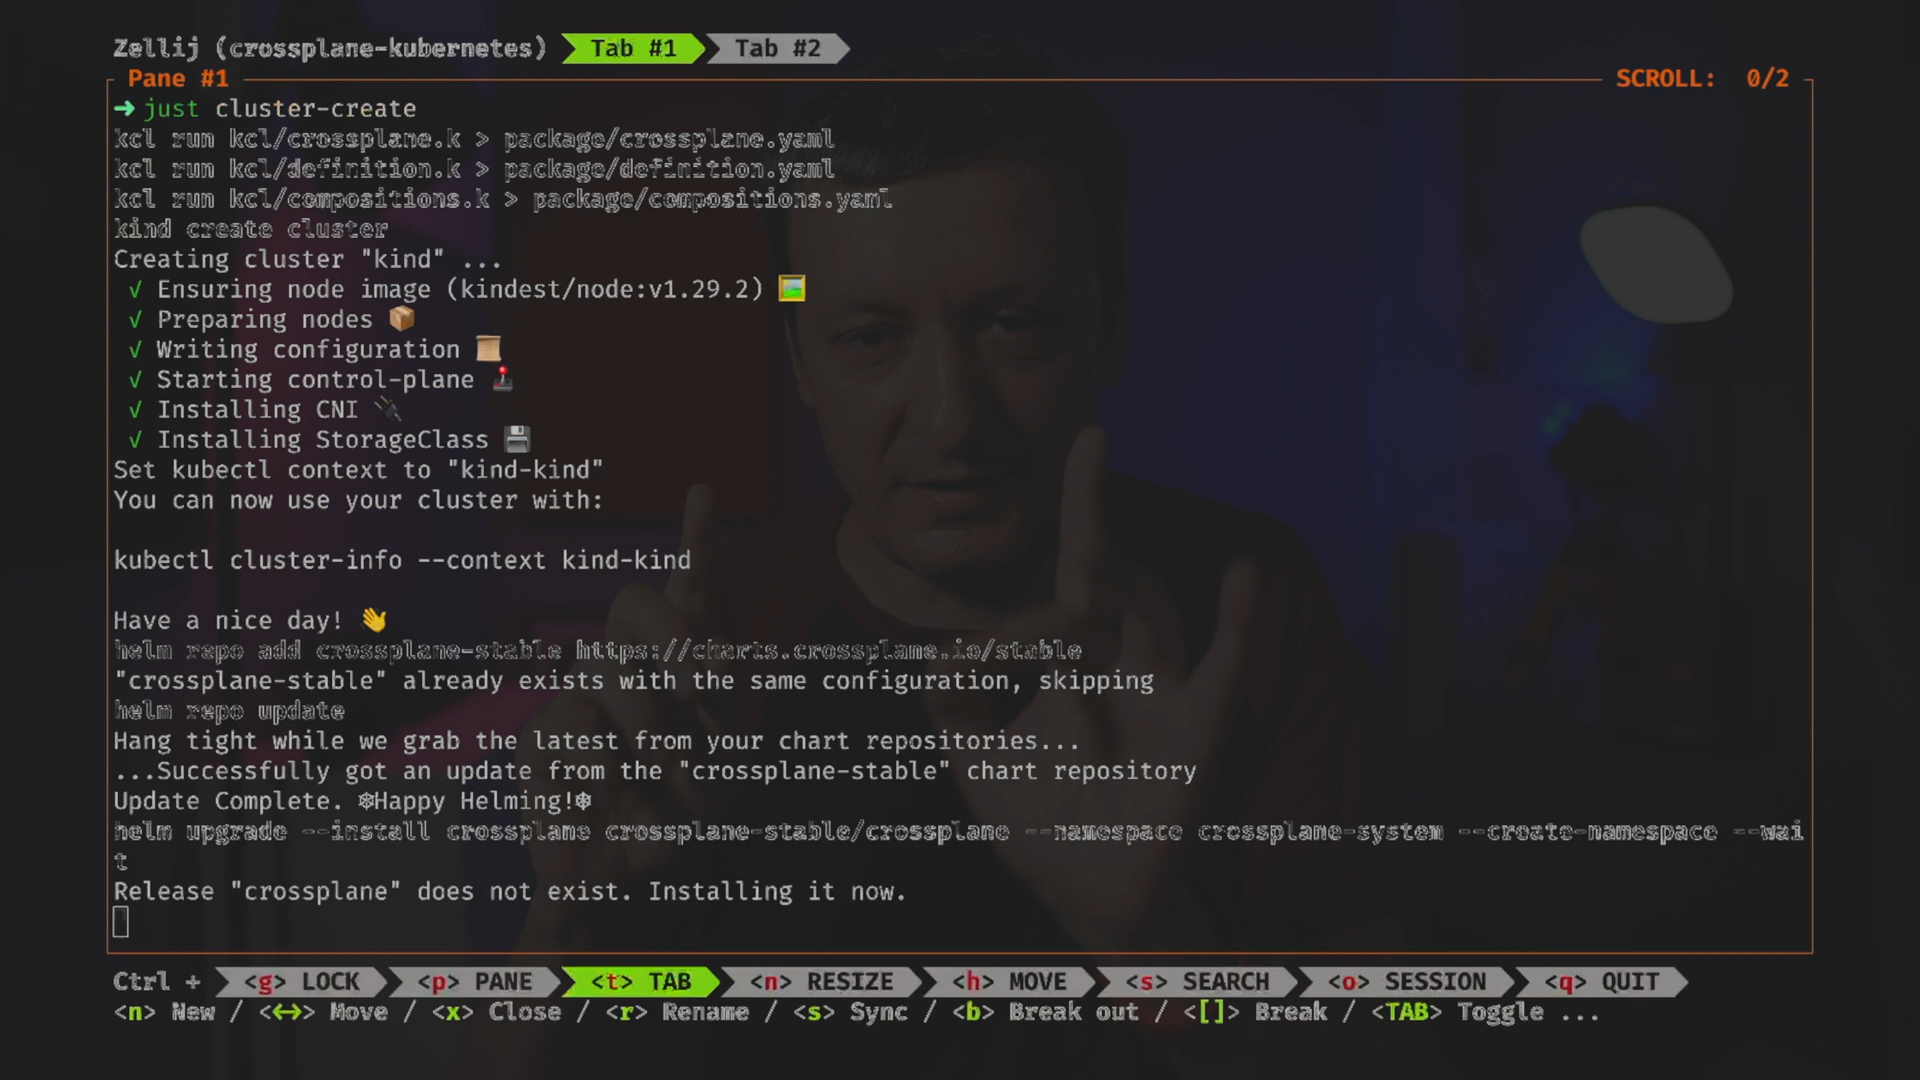 Zellij (crossplane-kubernetes) Tab #1 Tab #2
Pane #1 SCROLL: 0/2
➜ just cluster-create
kcl run kcl/crossplane.k > package/crossplane.yaml
kcl run kcl/definition.k > package/definition.yaml
kcl run kcl/compositions.k > package/compositions.yaml
kind create cluster
Creating cluster "kind" ...
✓ Ensuring node image (kindest/node:v1.29.2) 🖼
✓ Preparing nodes 📦
✓ Writing configuration 📜
✓ Starting control-plane 🕹
✓ Installing CNI 🔌
✓ Installing StorageClass 💾
Set kubectl context to "kind-kind"
You can now use your cluster with:
kubectl cluster-info --context kind-kind
Have a nice day! 👋
helm repo add crossplane-stable https://charts.crossplane.io/stable
"crossplane-stable" already exists with the same configuration, skipping
helm repo update
Hang tight while we grab the latest from your chart repositories...
...Successfully got an update from the "crossplane-stable" chart repository
Update Complete. ⎈Happy Helming!⎈
helm upgrade --install crossplane crossplane-stable/crossplane --namespace crossplane-system --create-namespace --wai
t
Release "crossplane" does not exist. Installing it now.
Ctrl + <g> LOCK <p> PANE <t> TAB <n> RESIZE <h> MOVE <s> SEARCH <o> SESSION <q> QUIT
<n> New / <↔> Move / <x> Close / <r> Rename / <s> Sync / <b> Break out / <[]> Break / <TAB> Toggle ...